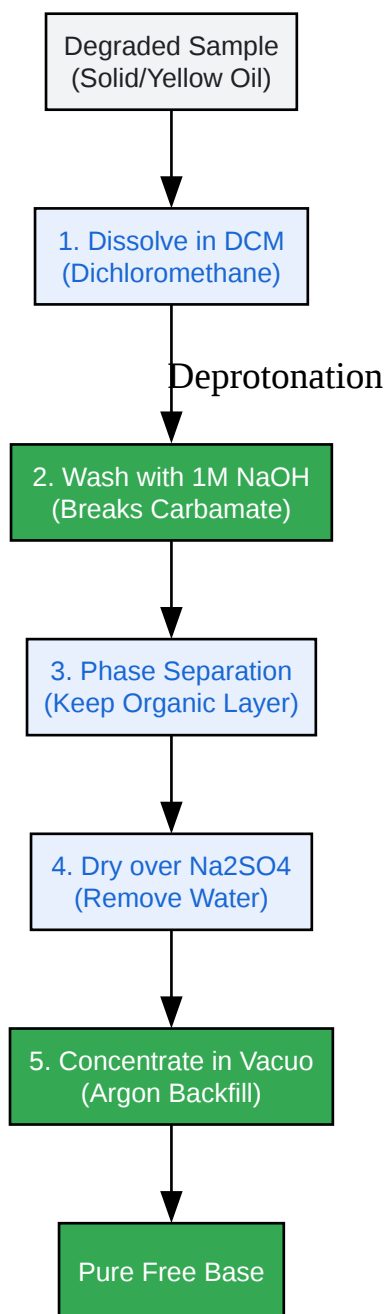 Degraded Sample
(Solid/Yellow Oil)
1. Dissolve in DCM
(Dichloromethane)
Deprotonation
2. Wash with 1M NaOH
(Breaks Carbamate)
3. Phase Separation
(Keep Organic Layer)
4. Dry over Na2SO4
(Remove Water)
5. Concentrate in Vacuo
(Argon Backfill)
Pure Free Base